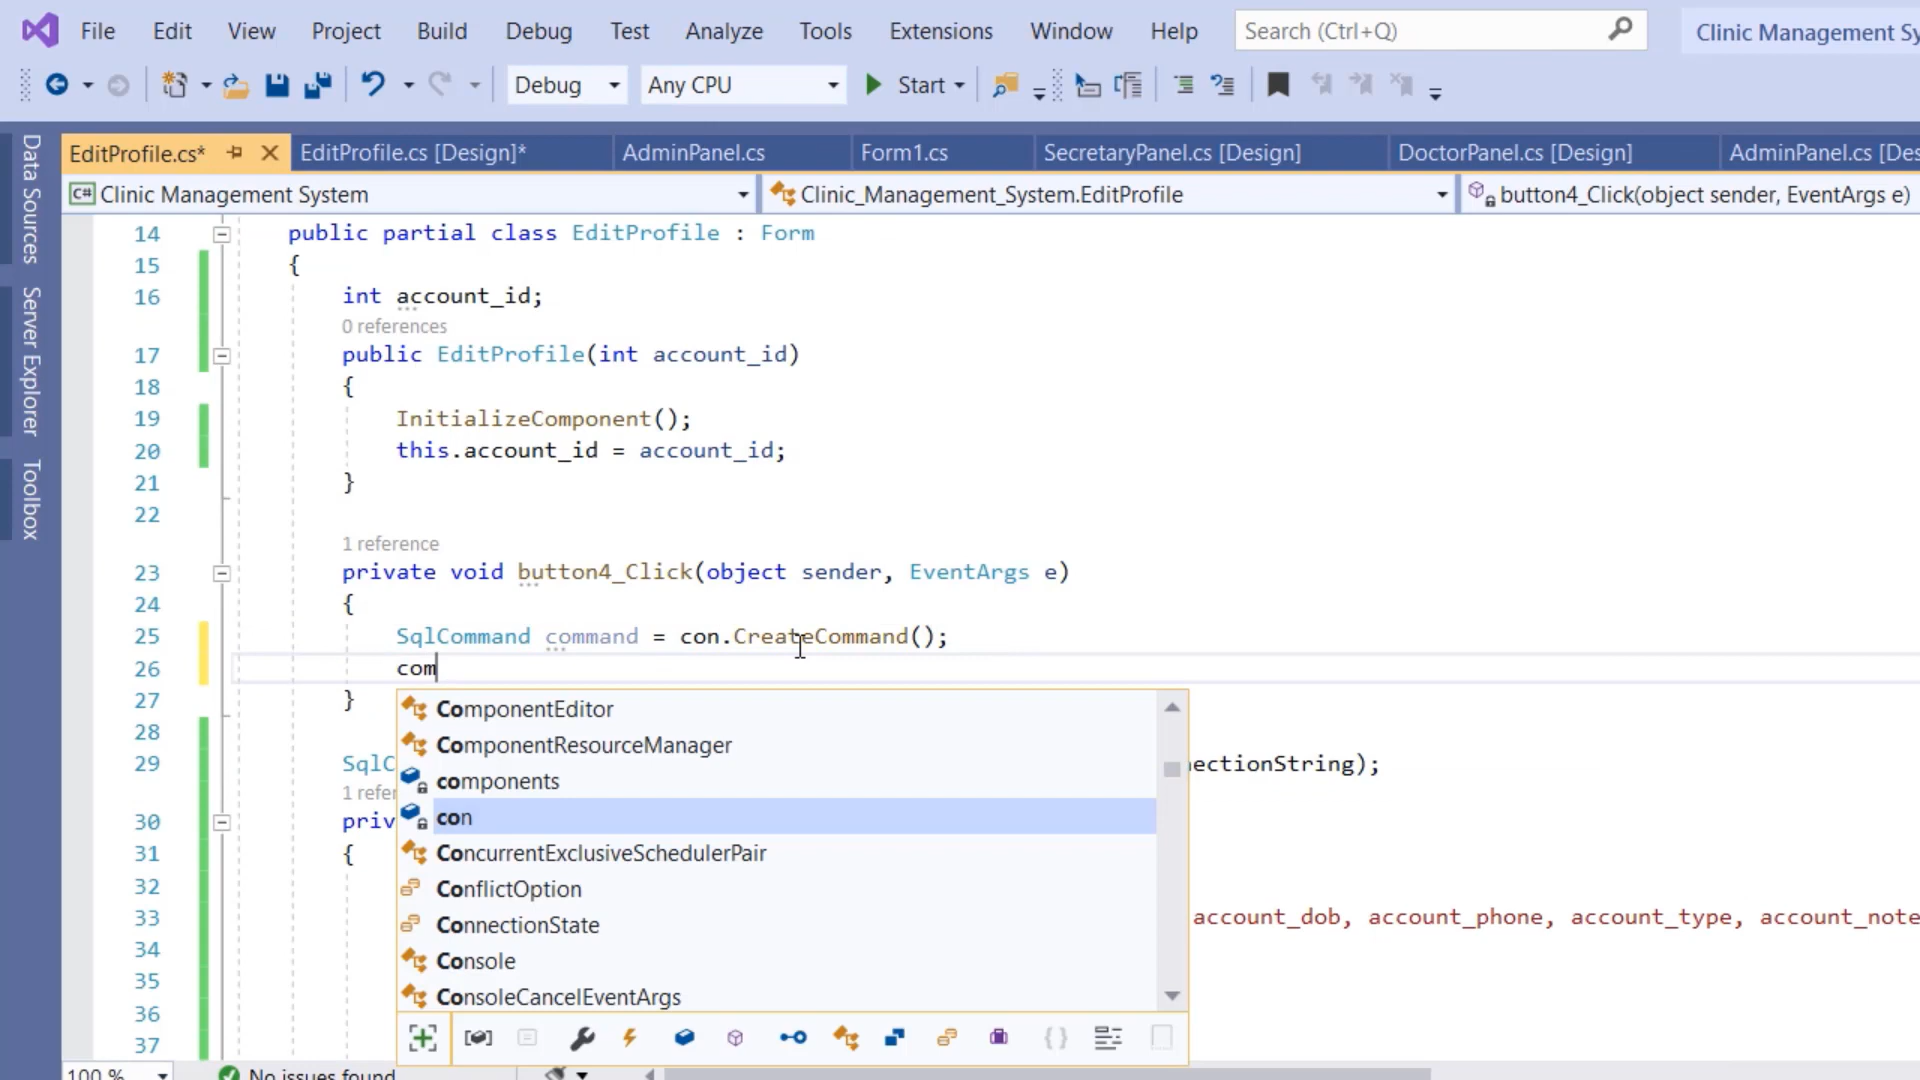 File Edit View Project Build Debug Test Analyze Tools Extensions Window Help Search (Ctrl+Q) Clinic Management Sy
Debug Any CPU Start
EditProfile.cs* EditProfile.cs [Design]* AdminPanel.cs Form1.cs SecretaryPanel.cs [Design] DoctorPanel.cs [Design] AdminPanel.cs [Des
C# Clinic Management System Clinic_Management_System.EditProfile button4_Click(object sender, EventArgs e)
Data Sources
Server Explorer
Toolbox
14 public partial class EditProfile : Form
15 {
16 int account_id;
0 references
17 public EditProfile(int account_id)
18 {
19 InitializeComponent();
20 this.account_id = account_id;
21 }
22
1 reference
23 private void button4_Click(object sender, EventArgs e)
24 {
25 SqlCommand command = con.CreateCommand();
26 com
27 }
28
29 SqlC ectionString);
1 refer
30 priv
31 {
32
33 account_dob, account_phone, account_type, account_note
34
35
36
37
ComponentEditor
ComponentResourceManager
components
con
ConcurrentExclusiveSchedulerPair
ConflictOption
ConnectionState
Console
ConsoleCancelEventArgs
100 % No issues found